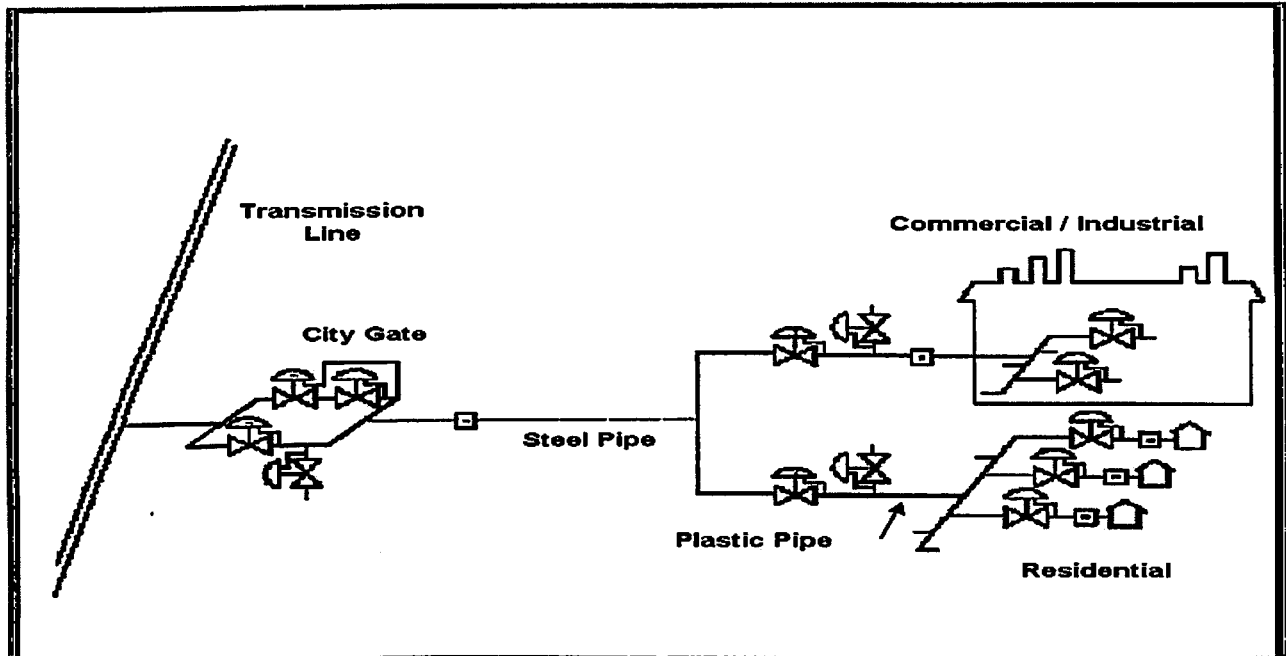 Transmission
Line
Commercial / Industrial
City Gate
Steel Pipe
Plastic Pipe
Residential